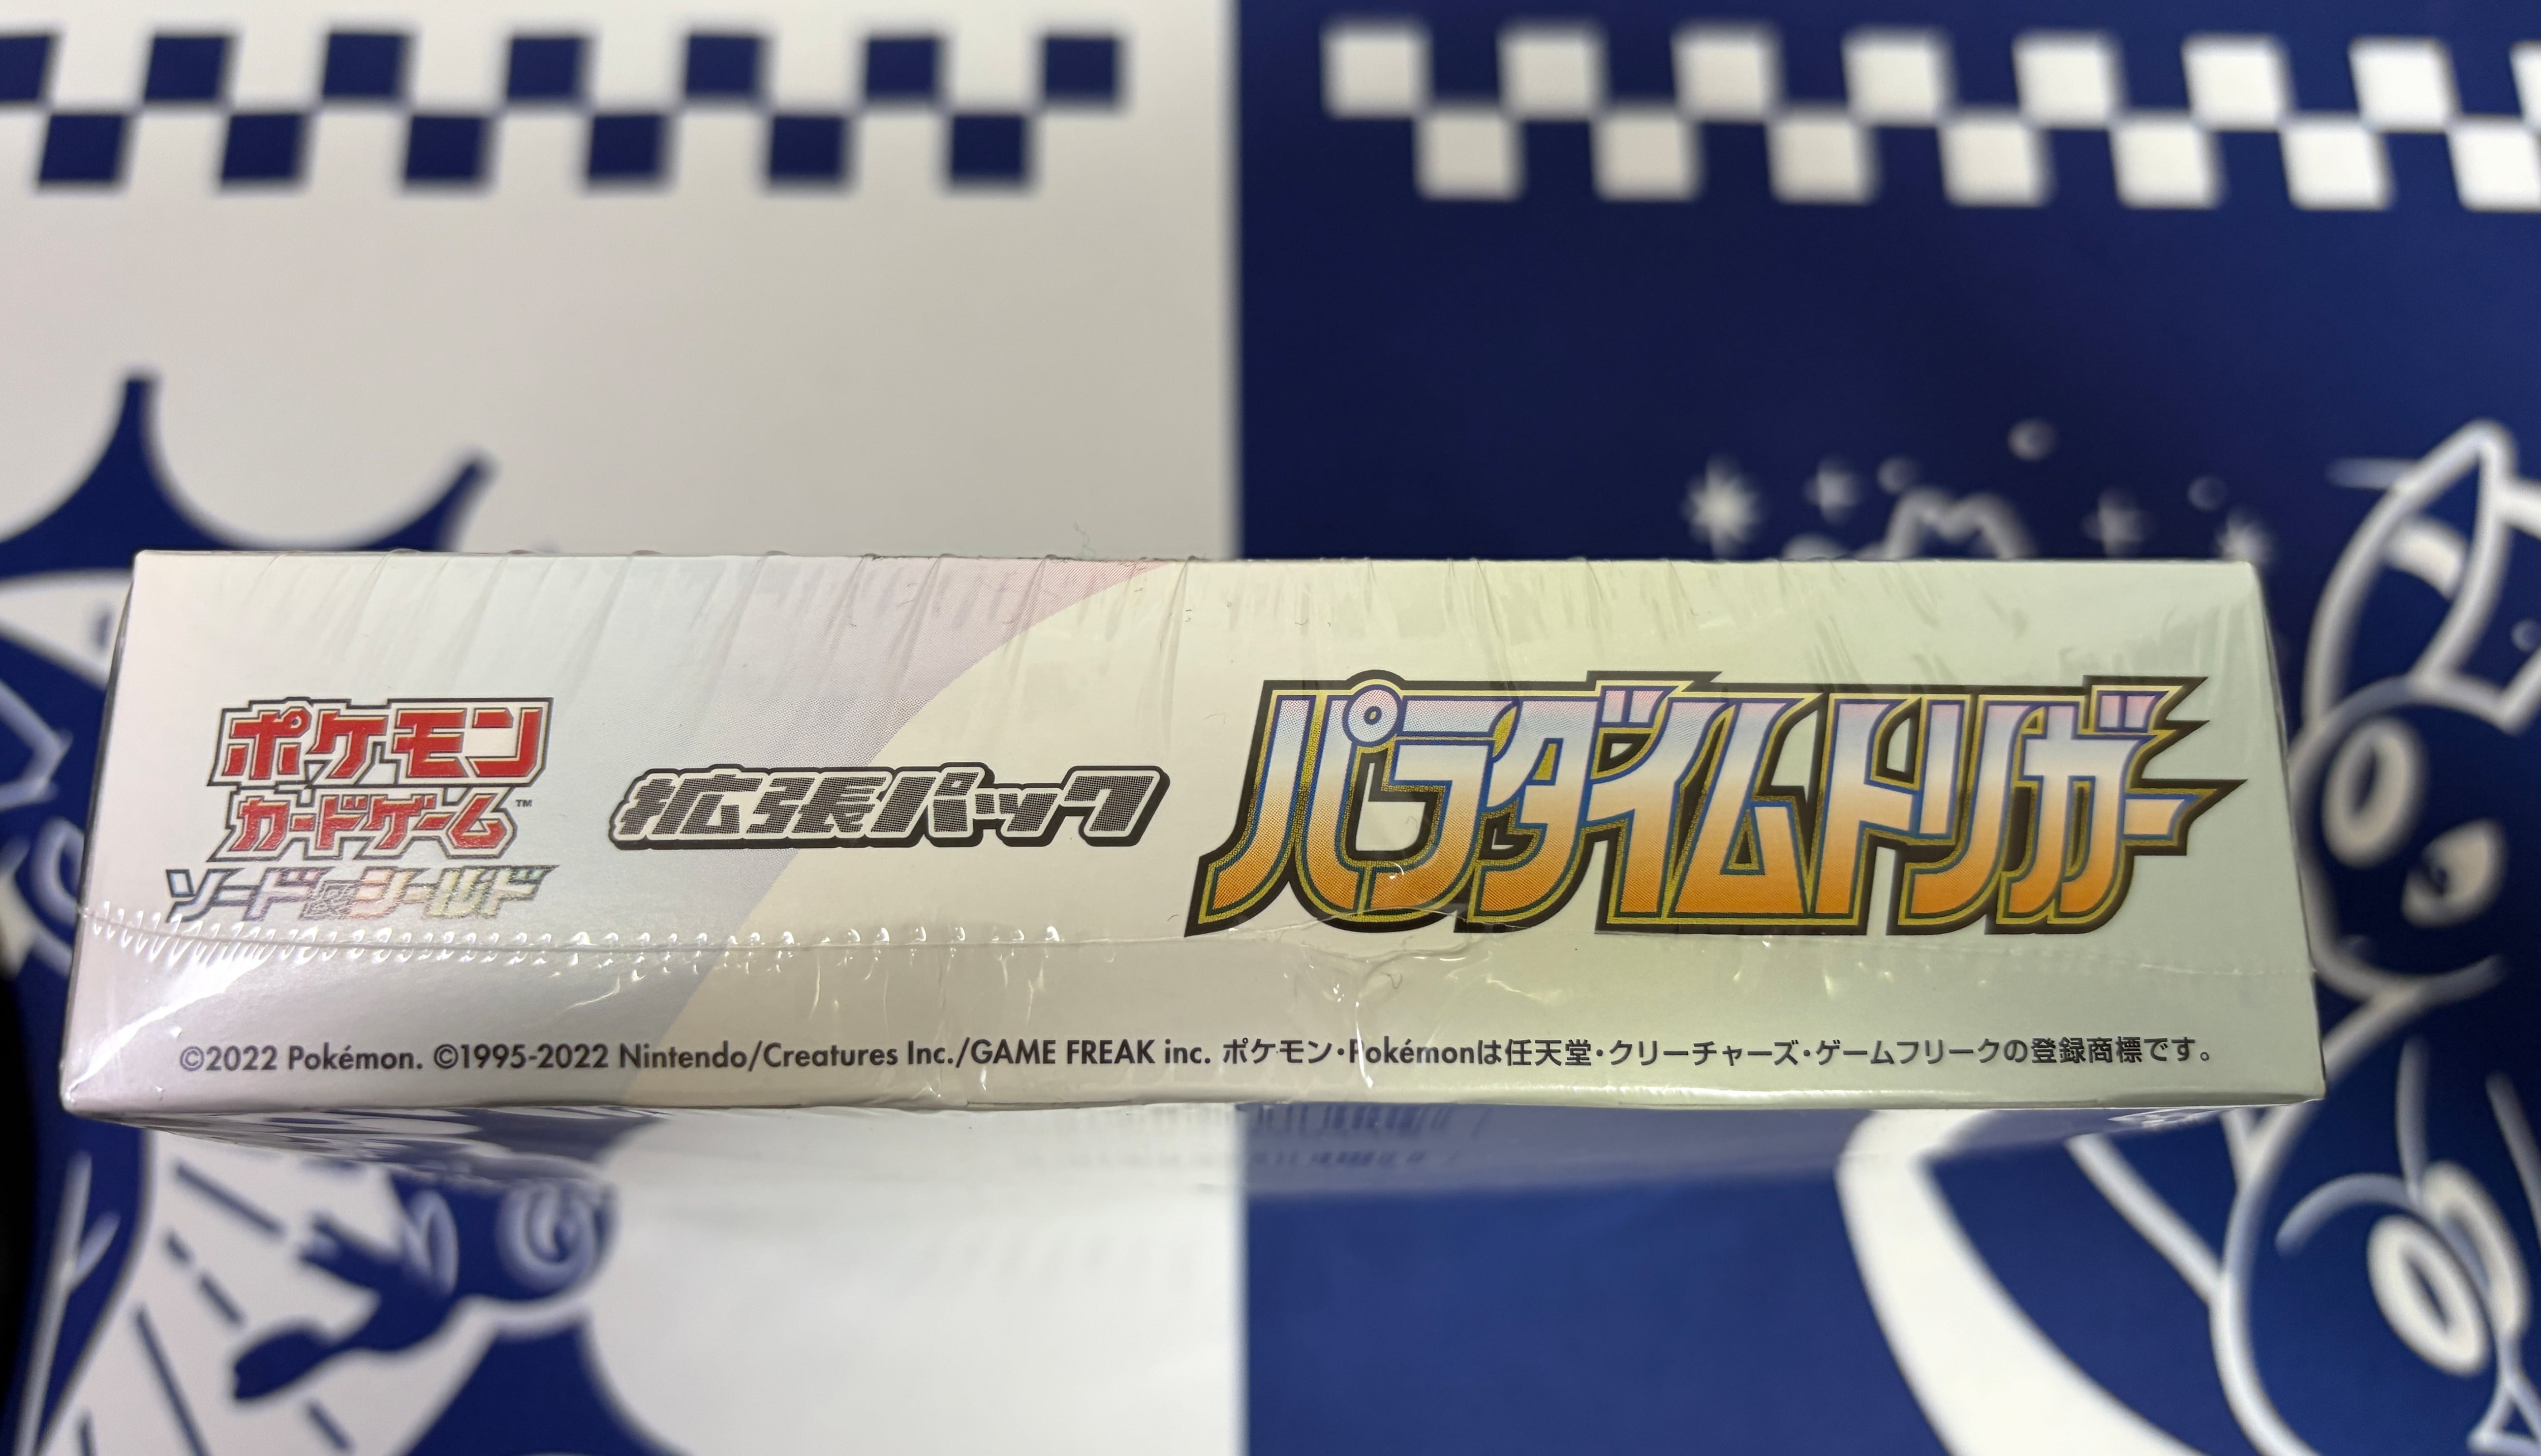 ポケモン
カードゲーム™
ソード&シールド
拡張パック
パラダイムトリガー
©2022 Pokémon. ©1995-2022 Nintendo/Creatures Inc./GAME FREAK inc. ポケモン・Pokémonは任天堂・クリーチャーズ・ゲームフリークの登録商標です。